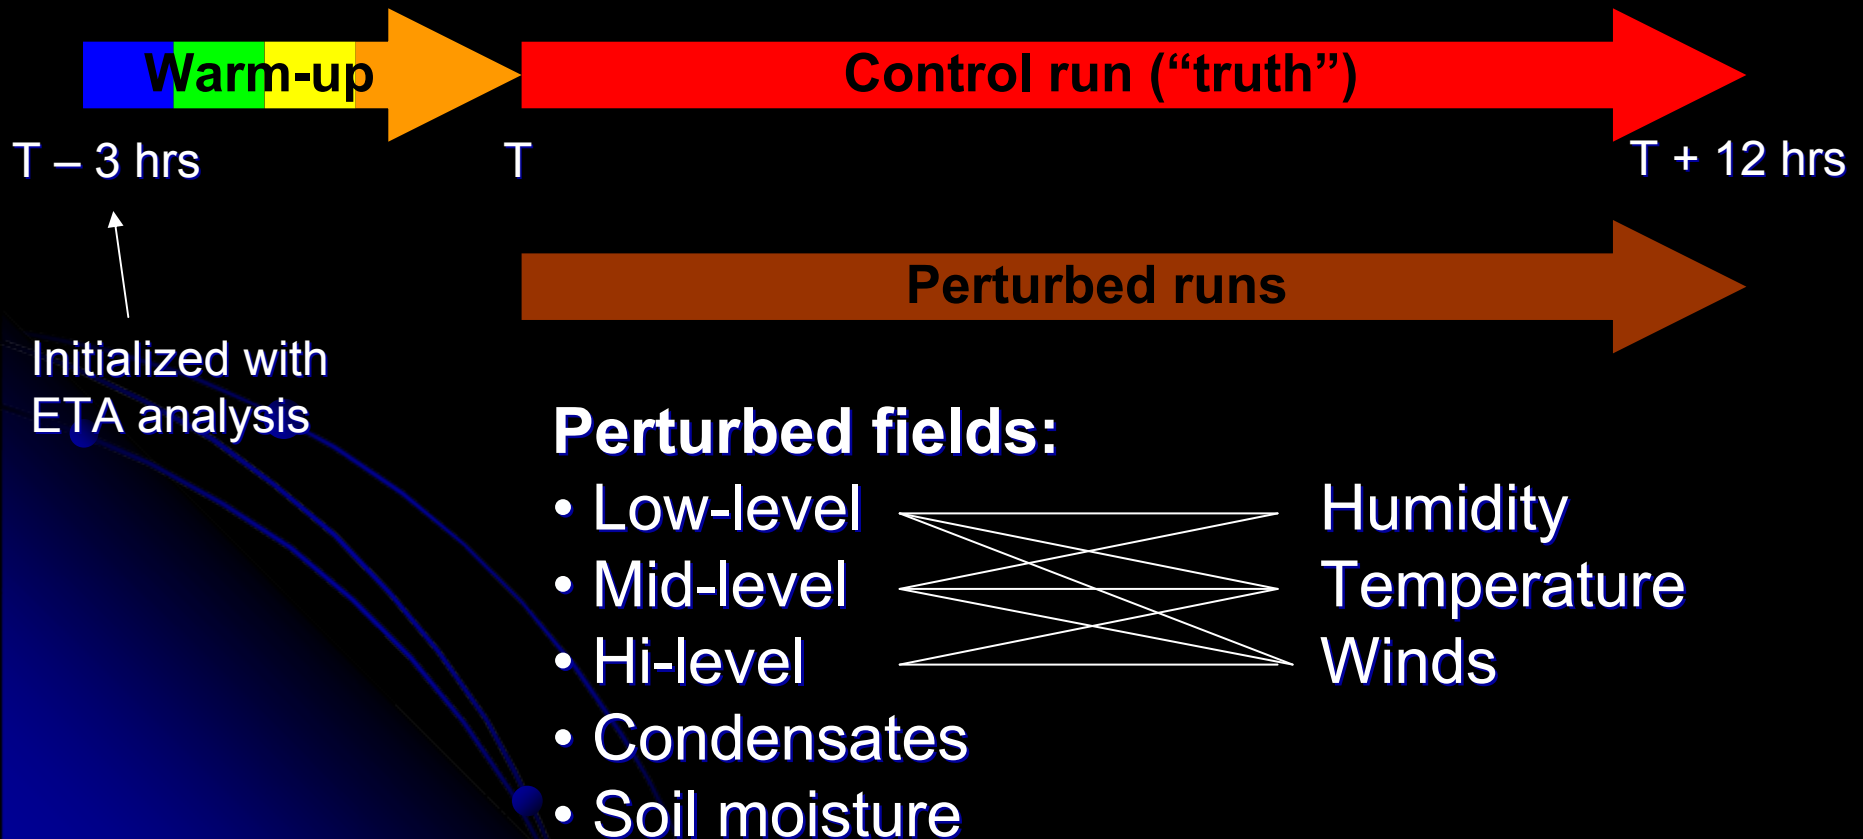 Warm-up
Control run (“truth”)
T – 3 hrs
T
T + 12 hrs
Perturbed runs
Initialized with
ETA analysis
Perturbed fields:
• Low-level Humidity
• Mid-level Temperature
• Hi-level Winds
• Condensates
• Soil moisture